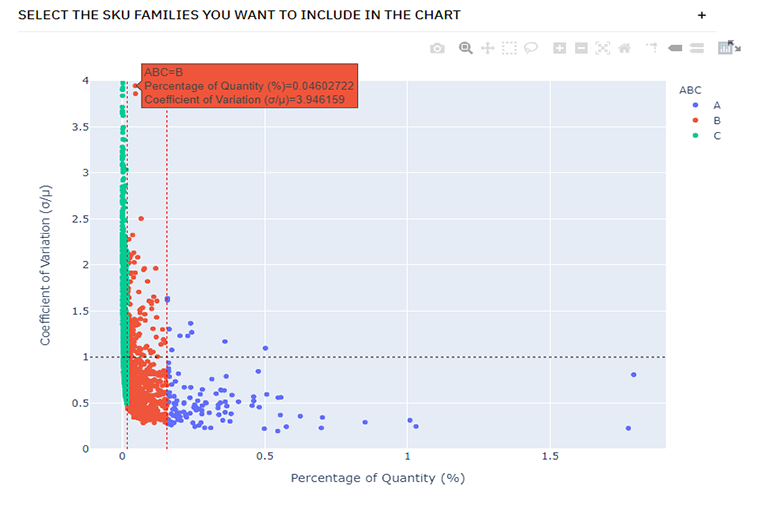 SELECT THE SKU FAMILIES YOU WANT TO INCLUDE IN THE CHART
+
ABC=B
Percentage of Quantity (%)=0.04602722
Coefficient of Variation (σ/μ)=3.946159
ABC
A
B
C
4
3.5
3
2.5
2
1.5
1
0.5
0
Coefficient of Variation (σ/μ)
0
0.5
1
1.5
Percentage of Quantity (%)